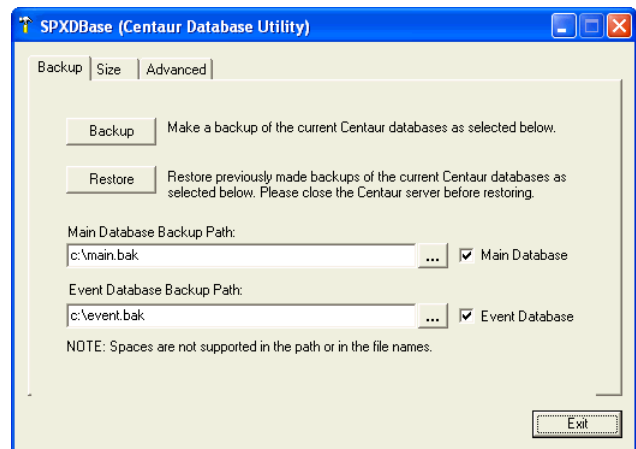 SPXDBase (Centaur Database Utility)
Backup Size Advanced
Backup Make a backup of the current Centaur databases as selected below.
Restore Restore previously made backups of the current Centaur databases as
selected below. Please close the Centaur server before restoring.
Main Database Backup Path:
c:\main.bak ... Main Database
Event Database Backup Path:
c:\event.bak ... Event Database
NOTE: Spaces are not supported in the path or in the file names.
Exit